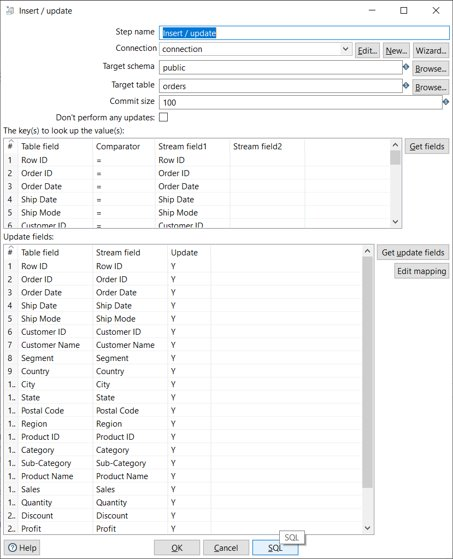 Insert / update
Step name Insert / update
Connection connection Edit... New... Wizard...
Target schema public Browse...
Target table orders Browse...
Commit size 100
Don't perform any updates:
The key(s) to look up the value(s):
# Table field Comparator Stream field1 Stream field2 Get fields
1 Row ID = Row ID
2 Order ID = Order ID
3 Order Date = Order Date
4 Ship Date = Ship Date
5 Ship Mode = Ship Mode
6 Customer ID = Customer ID
Update fields:
# Table field Stream field Update Get update fields
1 Row ID Row ID Y Edit mapping
2 Order ID Order ID Y
3 Order Date Order Date Y
4 Ship Date Ship Date Y
5 Ship Mode Ship Mode Y
6 Customer ID Customer ID Y
7 Customer Name Customer Name Y
8 Segment Segment Y
9 Country Country Y
1.. City City Y
1.. State State Y
1.. Postal Code Postal Code Y
1.. Region Region Y
1.. Product ID Product ID Y
1.. Category Category Y
1.. Sub-Category Sub-Category Y
1.. Product Name Product Name Y
1.. Sales Sales Y
1.. Quantity Quantity Y
2.. Discount Discount Y
2.. Profit Profit Y
Help OK Cancel SQL SQL